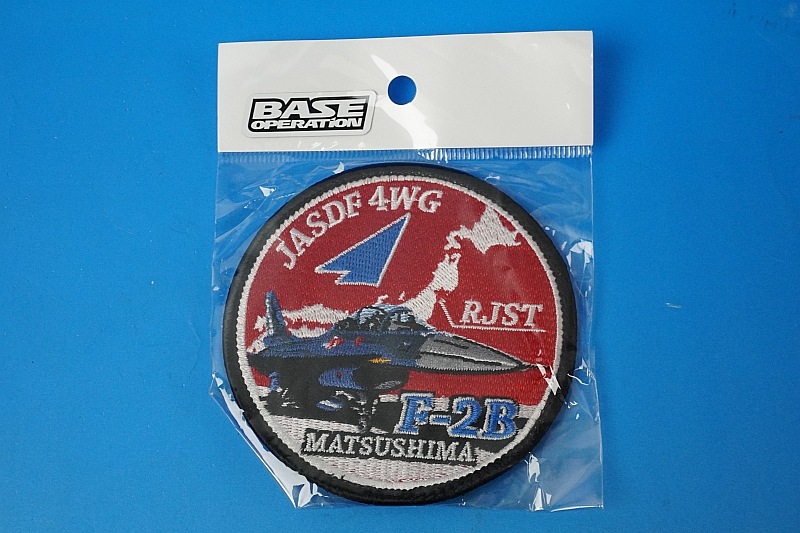 BASE
OPERATION
JASDF 4WG
RJST
F-2B
MATSUSHIMA